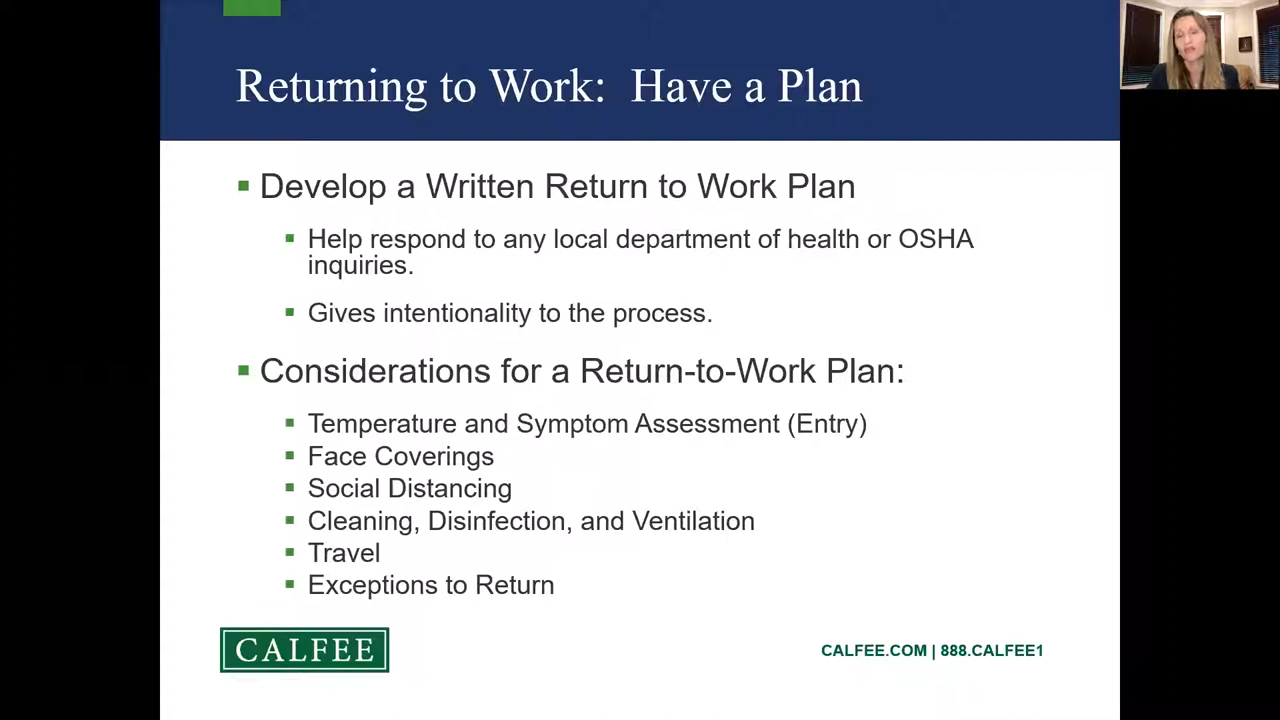 Returning to Work: Have a Plan
Develop a Written Return to Work Plan
Help respond to any local department of health or OSHA
inquiries.
Gives intentionality to the process.
Considerations for a Return-to-Work Plan:
Temperature and Symptom Assessment (Entry)
Face Coverings
Social Distancing
Cleaning, Disinfection, and Ventilation
Travel
Exceptions to Return
CALFEE
CALFEE.COM | 888.CALFEE1